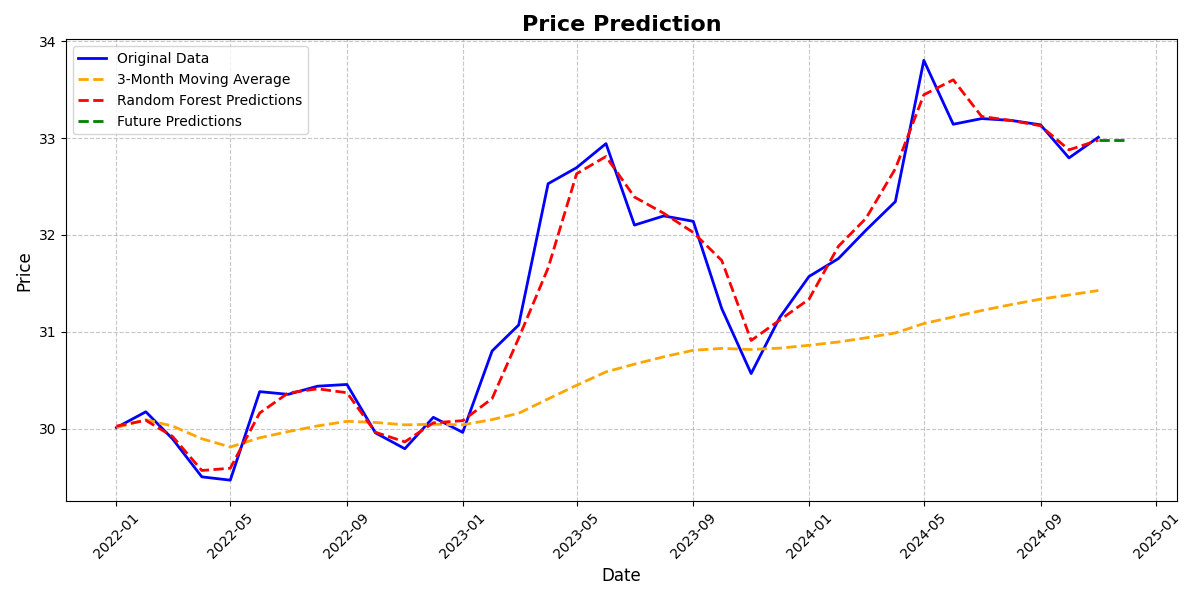 Price Prediction
Original Data
3-Month Moving Average
Random Forest Predictions
Future Predictions
Price
34
33
32
31
30
2022-01
2022-05
2022-09
2023-01
2023-05
2023-09
2024-01
2024-05
2024-09
2025-01
Date